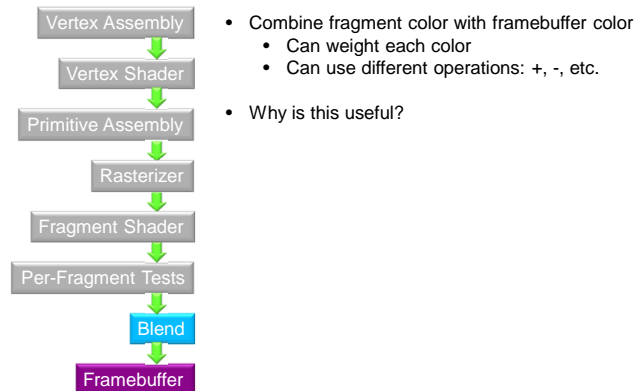 Vertex Assembly
Vertex Shader
Primitive Assembly
Rasterizer
Fragment Shader
Per-Fragment Tests
Blend
Framebuffer
• Combine fragment color with framebuffer color
• Can weight each color
• Can use different operations: +, -, etc.
• Why is this useful?